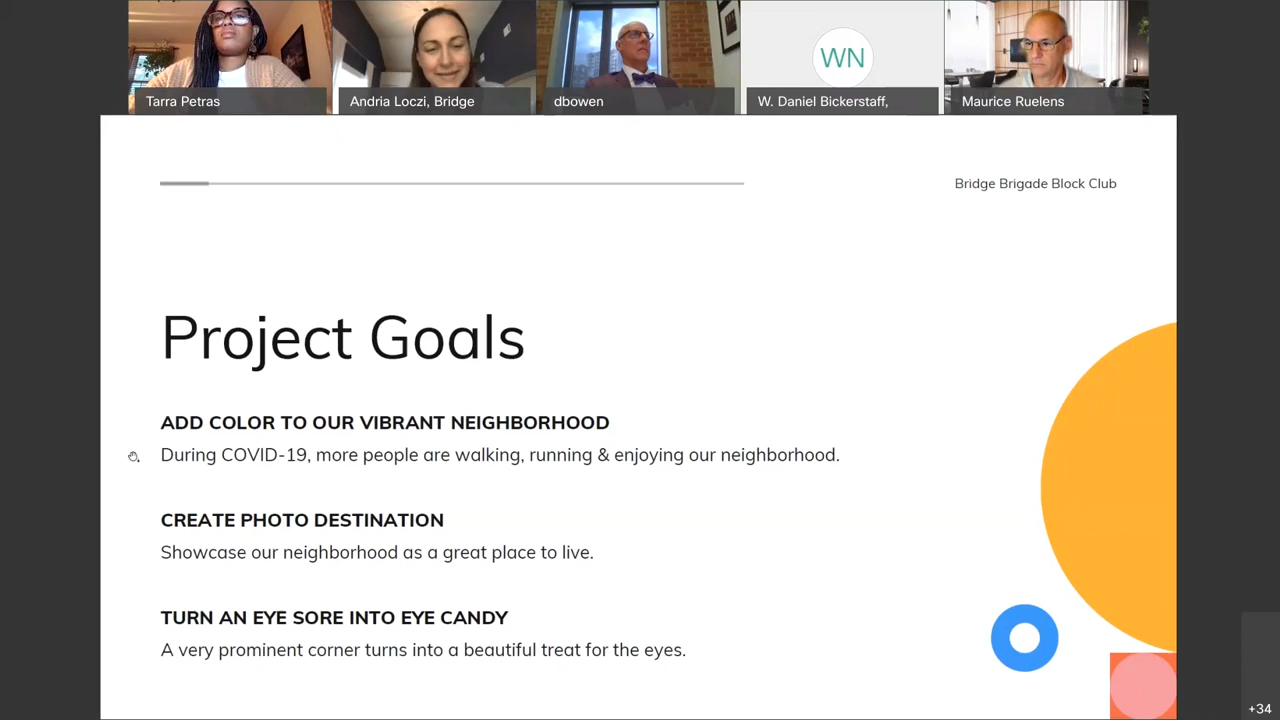 WN
Tarra Petras
Andria Loczi, Bridge
dbowen
W. Daniel Bickerstaff,
Maurice Ruelens
Bridge Brigade Block Club
Project Goals
ADD COLOR TO OUR VIBRANT NEIGHBORHOOD
During COVID-19, more people are walking, running & enjoying our neighborhood.
CREATE PHOTO DESTINATION
Showcase our neighborhood as a great place to live.
TURN AN EYE SORE INTO EYE CANDY
A very prominent corner turns into a beautiful treat for the eyes.
+34